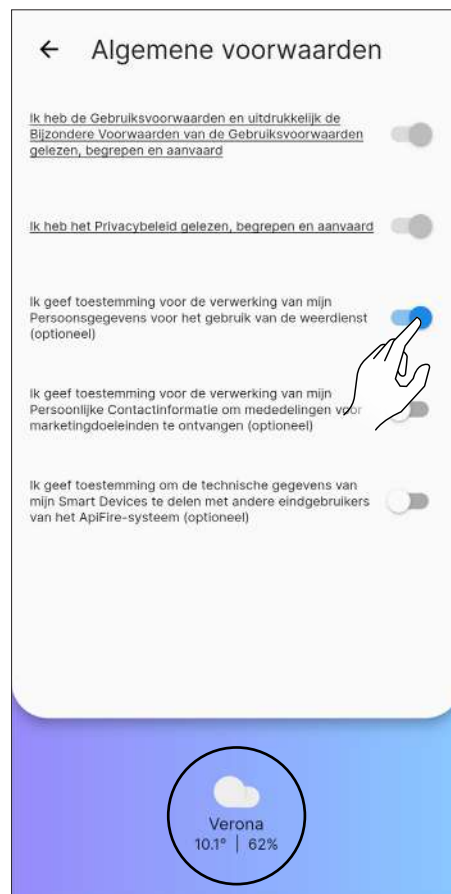 Algemene voorwaarden
Ik heb de Gebruiksvoorwaarden en uitdrukkelijk de
Bijzondere Voorwaarden van de Gebruiksvoorwaarden
gelezen, begrepen en aanvaard
Ik heb het Privacybeleid gelezen, begrepen en aanvaard
Ik geef toestemming voor de verwerking van mijn
Persoonsgegevens voor het gebruik van de weerdienst
(optioneel)
Ik geef toestemming voor de verwerking van mijn
Persoonlijke Contactinformatie om mededelingen voor
marketingdoeleinden te ontvangen (optioneel)
Ik geef toestemming om de technische gegevens van
mijn Smart Devices te delen met andere eindgebruikers
van het ApiFire-systeem (optioneel)
Verona
10.1° | 62%